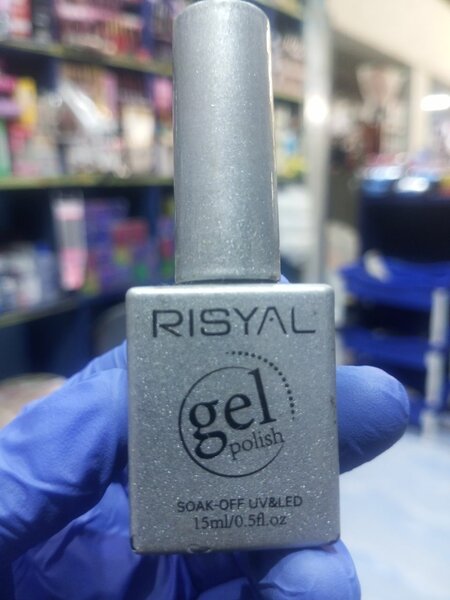 RISYAL
gel
polish
SOAK-OFF UV&LED
15ml/0.5fl.oz